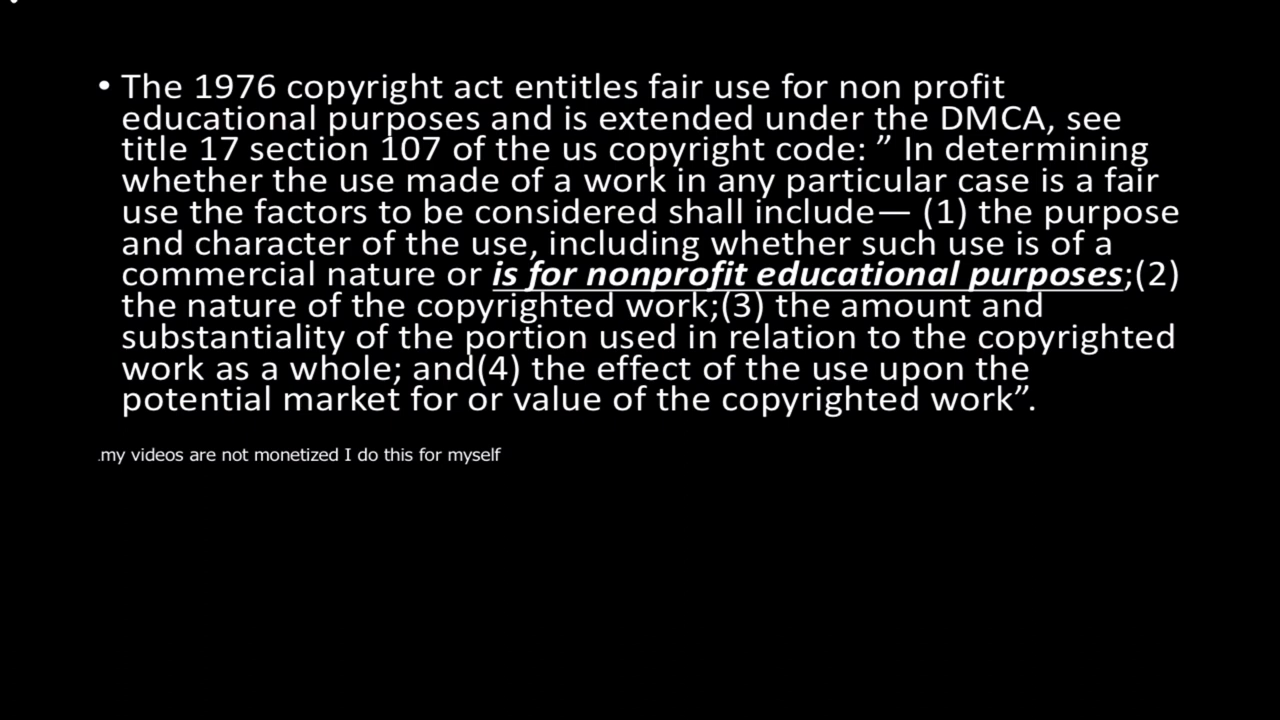 • The 1976 copyright act entitles fair use for non profit
educational purposes and is extended under the DMCA, see
title 17 section 107 of the us copyright code: ” In determining
whether the use made of a work in any particular case is a fair
use the factors to be considered shall include— (1) the purpose
and character of the use, including whether such use is of a
commercial nature or is for nonprofit educational purposes;(2)
the nature of the copyrighted work;(3) the amount and
substantiality of the portion used in relation to the copyrighted
work as a whole; and(4) the effect of the use upon the
potential market for or value of the copyrighted work”.
.my videos are not monetized I do this for myself